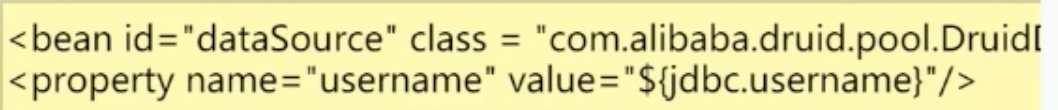 <bean id="dataSource" class = "com.alibaba.druid.pool.Druid
<property name="username" value="${jdbc.username}"/>